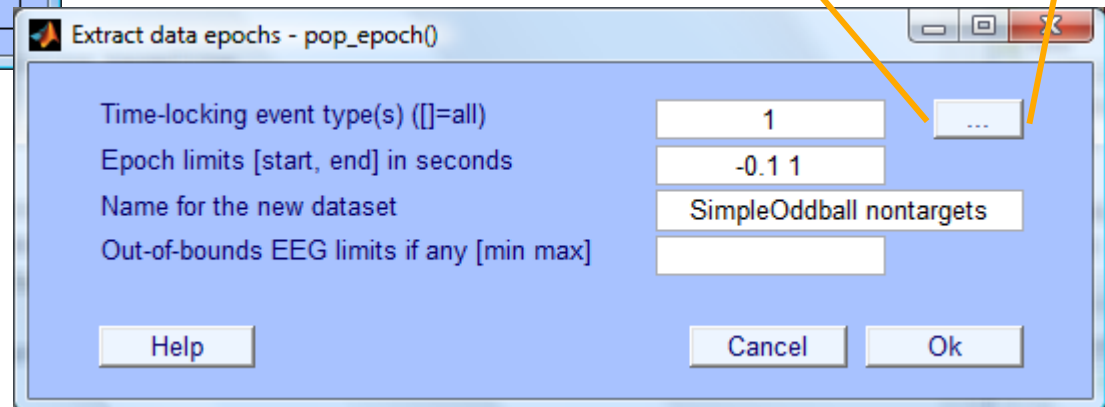 Extract data epochs - pop_epoch()
Time-locking event type(s) ([]=all) 1 ...
Epoch limits [start, end] in seconds -0.1 1
Name for the new dataset SimpleOddball nontargets
Out-of-bounds EEG limits if any [min max]
Help Cancel Ok